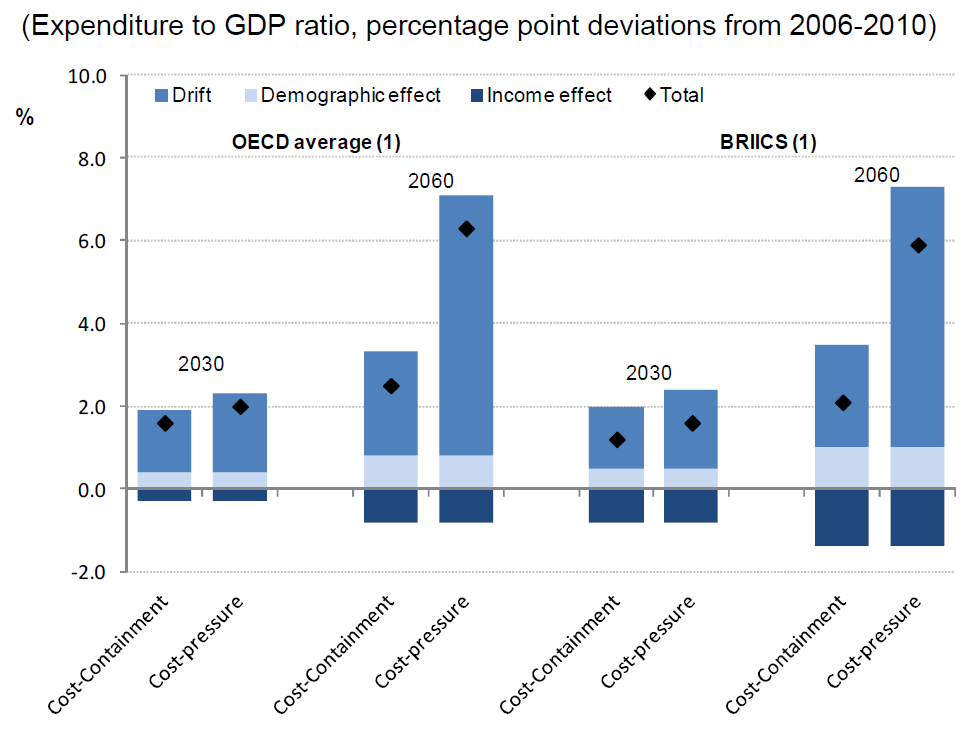 (Expenditure to GDP ratio, percentage point deviations from 2006-2010)
10.0
%
Drift
Demographic effect
Income effect
Total
OECD average (1)
BRIICS (1)
8.0
2060
2060
6.0
4.0
2030
2030
2.0
0.0
-2.0
Cost-Containment
Cost-pressure
Cost-Containment
Cost-pressure
Cost-Containment
Cost-pressure
Cost-Containment
Cost-pressure